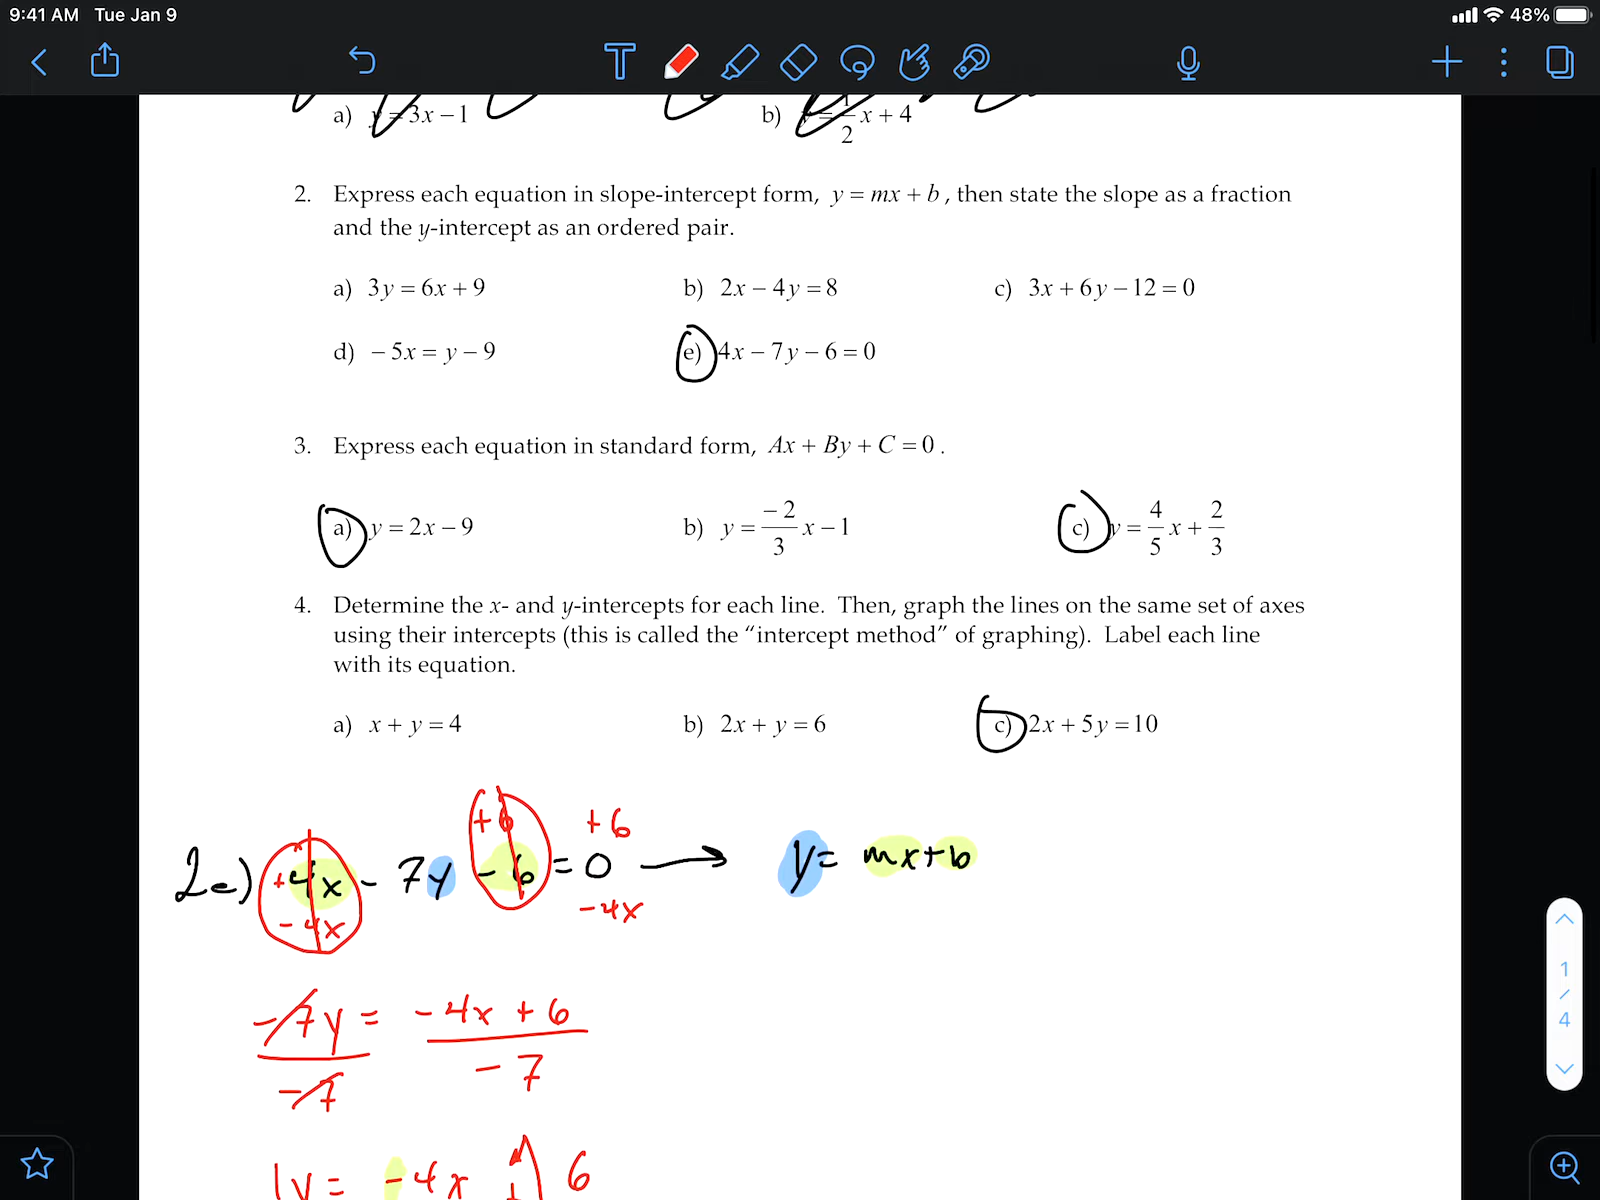 9:41 AM Tue Jan 9 48%
a) y = 3x − 1 b) x + 4
2
2. Express each equation in slope-intercept form, y = mx + b, then state the slope as a fraction
and the y-intercept as an ordered pair.
a) 3y = 6x + 9 b) 2x − 4y = 8 c) 3x + 6y − 12 = 0
d) − 5x = y − 9 e) 4x − 7y − 6 = 0
3. Express each equation in standard form, Ax + By + C = 0.
a) y = 2x − 9 b) y = −2/3 x − 1 c) y = 4/5 x + 2/3
4. Determine the x- and y-intercepts for each line. Then, graph the lines on the same set of axes
using their intercepts (this is called the “intercept method” of graphing). Label each line
with its equation.
a) x + y = 4 b) 2x + y = 6 c) 2x + 5y = 10
+6 +6
2e) +4x − 7y − 6 = 0 → y = mx+b
−4x −4x
−7y = −4x + 6
−7 −7
1y = −4x 6
1
/
4